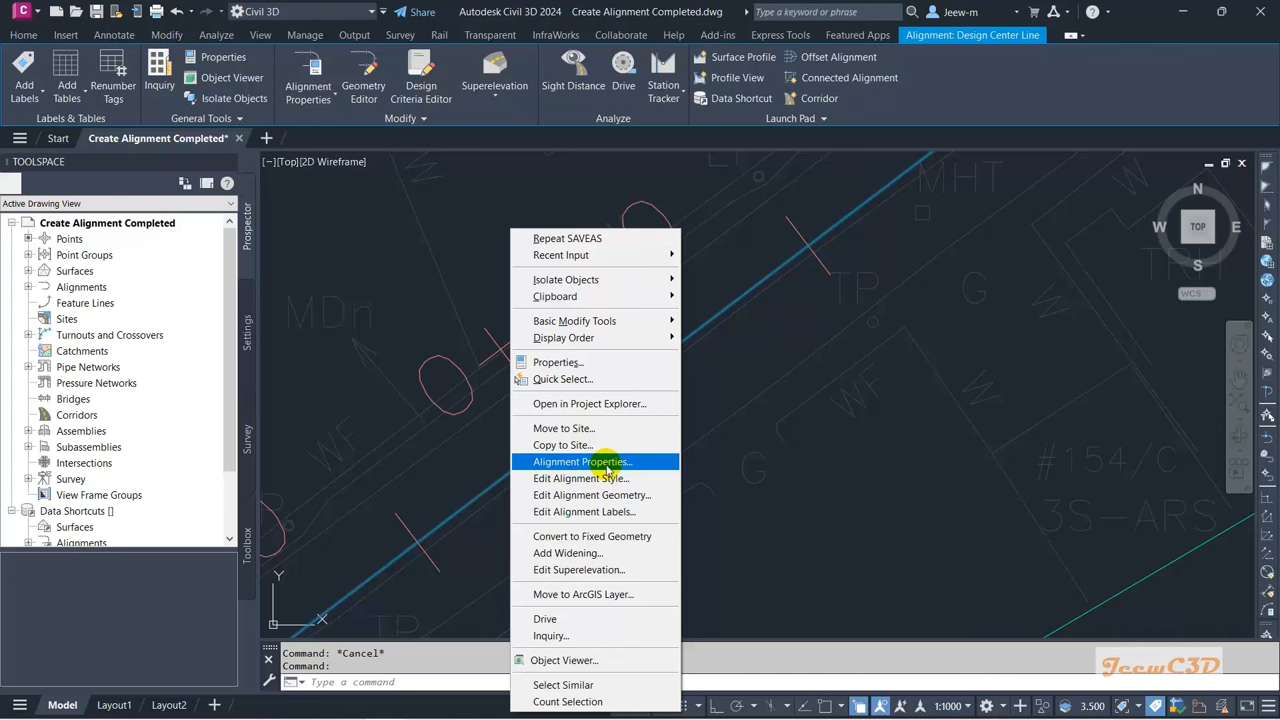 Civil 3D
Share
Autodesk Civil 3D 2024 Create Alignment Completed.dwg
Type a keyword or phrase
Jeew-m
Home Insert Annotate Modify Analyze View Manage Output Survey Rail Transparent InfraWorks Collaborate Help Add-ins Express Tools Featured Apps Alignment: Design Center Line
Add Labels
Add Tables
Renumber Tags
Inquiry
Properties
Object Viewer
Isolate Objects
Alignment Properties
Geometry Editor
Design Criteria Editor
Superelevation
Sight Distance
Drive
Station Tracker
Surface Profile
Profile View
Data Shortcut
Offset Alignment
Connected Alignment
Corridor
Labels & Tables
General Tools
Modify
Analyze
Launch Pad
Start
Create Alignment Completed*
TOOLSPACE
Active Drawing View
Create Alignment Completed
Points
Point Groups
Surfaces
Alignments
Feature Lines
Sites
Turnouts and Crossovers
Catchments
Pipe Networks
Pressure Networks
Bridges
Corridors
Assemblies
Subassemblies
Intersections
Survey
View Frame Groups
Data Shortcuts []
Surfaces
Alignments
Prospector
Settings
Survey
Toolbox
[−][Top][2D Wireframe]
W
MDn
WF
TP
MHT
W
TP
G
W
WF
G
#154/C
3S-ARS
Y
X
N
W
TOP
E
S
WCS
Repeat SAVEAS
Recent Input
Isolate Objects
Clipboard
Basic Modify Tools
Display Order
Properties...
Quick Select...
Open in Project Explorer...
Move to Site...
Copy to Site...
Alignment Properties...
Edit Alignment Style...
Edit Alignment Geometry...
Edit Alignment Labels...
Convert to Fixed Geometry
Add Widening...
Edit Superelevation...
Move to ArcGIS Layer...
Drive
Inquiry...
Object Viewer...
Select Similar
Count Selection
Command: *Cancel*
Command:
Type a command
JeewC3D
Model Layout1 Layout2
1:1000
3.500